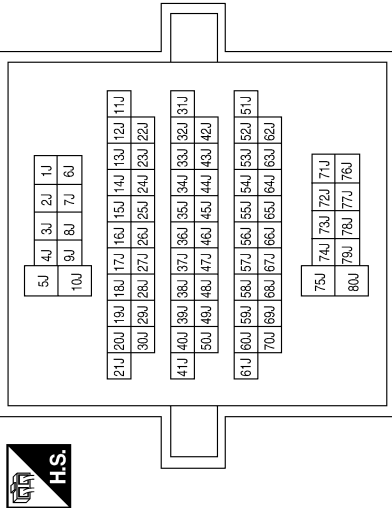 H.S.
5J 4J 3J 2J 1J
10J 9J 8J 7J 6J
21J 20J 19J 18J 17J 16J 15J 14J 13J 12J 11J
30J 29J 28J 27J 26J 25J 24J 23J 22J
41J 40J 39J 38J 37J 36J 35J 34J 33J 32J 31J
50J 49J 48J 47J 46J 45J 44J 43J 42J
61J 60J 59J 58J 57J 56J 55J 54J 53J 52J 51J
70J 69J 68J 67J 66J 65J 64J 63J 62J
75J 74J 73J 72J 71J
80J 79J 78J 77J 76J